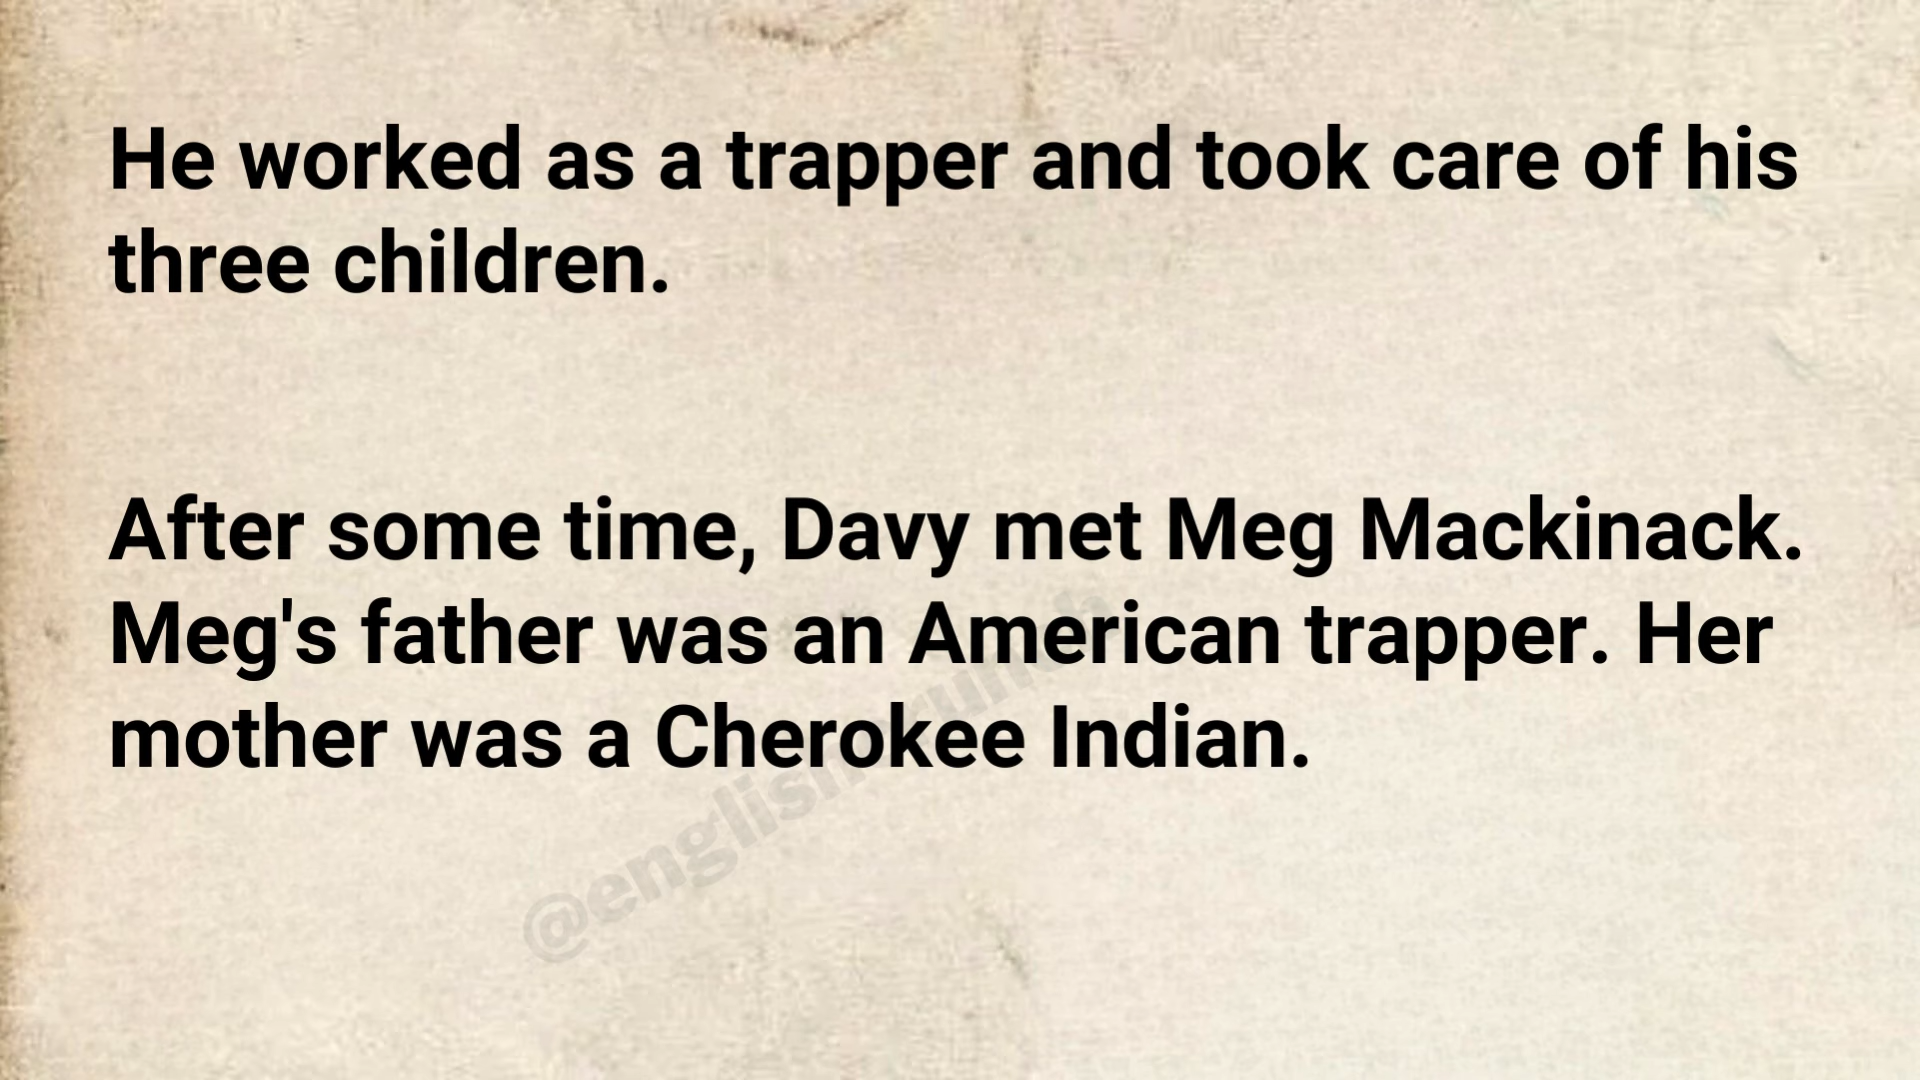 He worked as a trapper and took care of his
three children.
After some time, Davy met Meg Mackinack.
Meg's father was an American trapper. Her
mother was a Cherokee Indian.